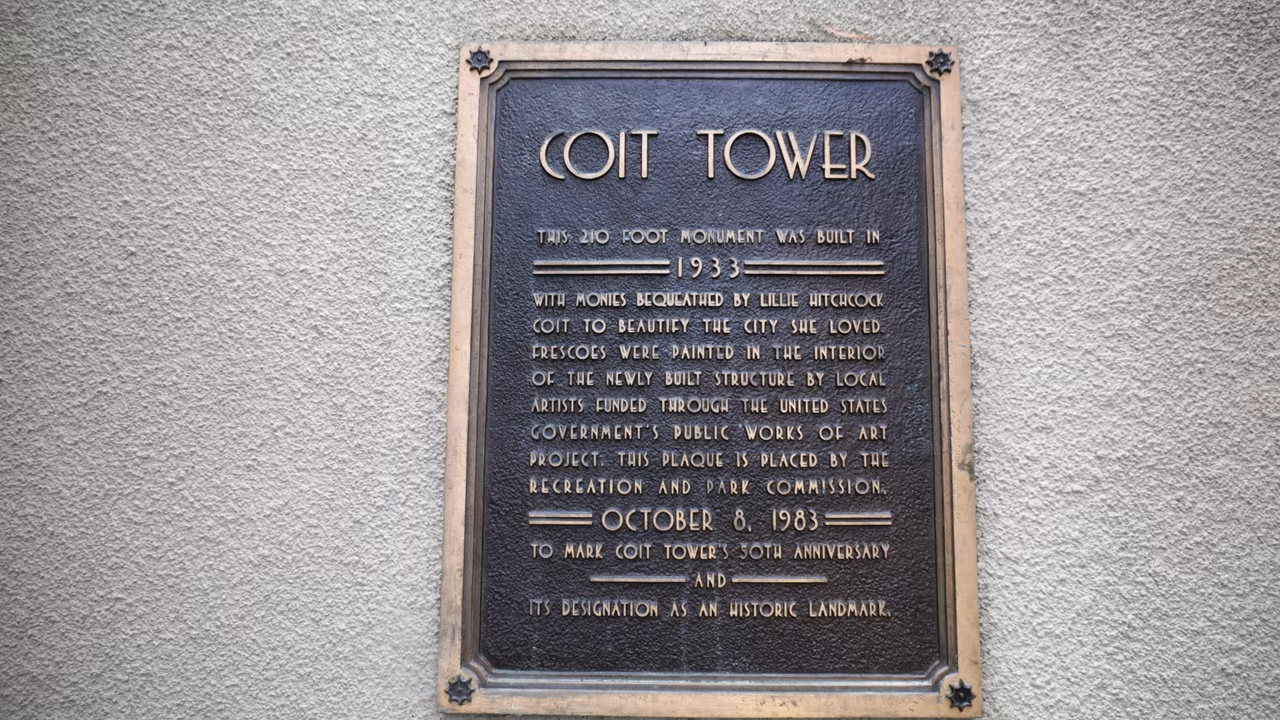 COIT TOWER
THIS 210 FOOT MONUMENT WAS BUILT IN
1933
WITH MONIES BEQUEATHED BY LILLIE HITCHCOCK
COIT TO BEAUTIFY THE CITY SHE LOVED.
FRESCOES WERE PAINTED IN THE INTERIOR
OF THE NEWLY BUILT STRUCTURE BY LOCAL
ARTISTS FUNDED THROUGH THE UNITED STATES
GOVERNMENT'S PUBLIC WORKS OF ART
PROJECT. THIS PLAQUE IS PLACED BY THE
RECREATION AND PARK COMMISSION,
OCTOBER 8, 1983
TO MARK COIT TOWER'S 50TH ANNIVERSARY
AND
ITS DESIGNATION AS AN HISTORIC LANDMARK.